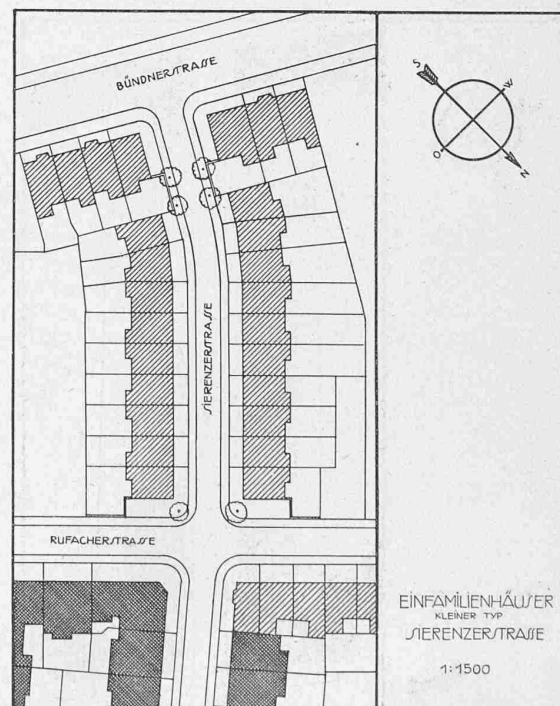 BÜNDNERSTRASSE
S
W
O
N
SIERENZERSTRASSE
RUFACHERSTRASSE
EINFAMILIENHÄUSER
KLEINER TYP
SIERENZERSTRASSE
1:1500